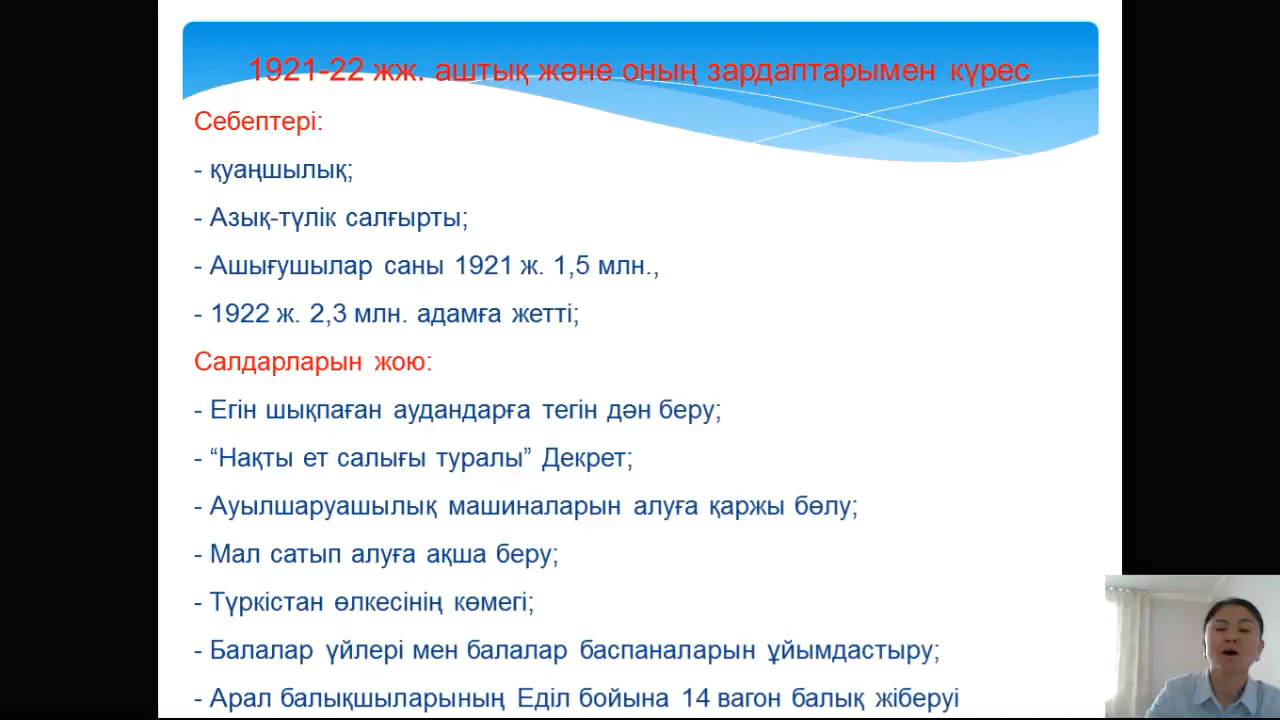 1921-22 жж. аштық және оның зардаптарымен күрес
Себептері:
- қуаңшылық;
- Азық-түлік салғырты;
- Ашығушылар саны 1921 ж. 1,5 млн.,
- 1922 ж. 2,3 млн. адамға жетті;
Салдарларын жою:
- Егін шықпаған аудандарға тегін дән беру;
- “Нақты ет салығы туралы” Декрет;
- Ауылшаруашылық машиналарын алуға қаржы бөлу;
- Мал сатып алуға ақша беру;
- Түркістан өлкесінің көмегі;
- Балалар үйлері мен балалар баспаналарын ұйымдастыру;
- Арал балықшыларының Еділ бойына 14 вагон балық жіберуі